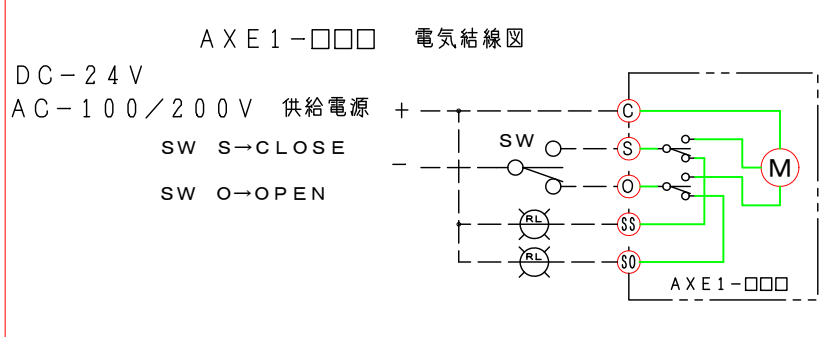 AXE1-□□□ 電気結線図
DC-24V
AC-100/200V 供給電源 +
C
SW
SW S→CLOSE
S
-
M
SW O→OPEN
O
RL
SS
RL
SO
AXE1-□□□